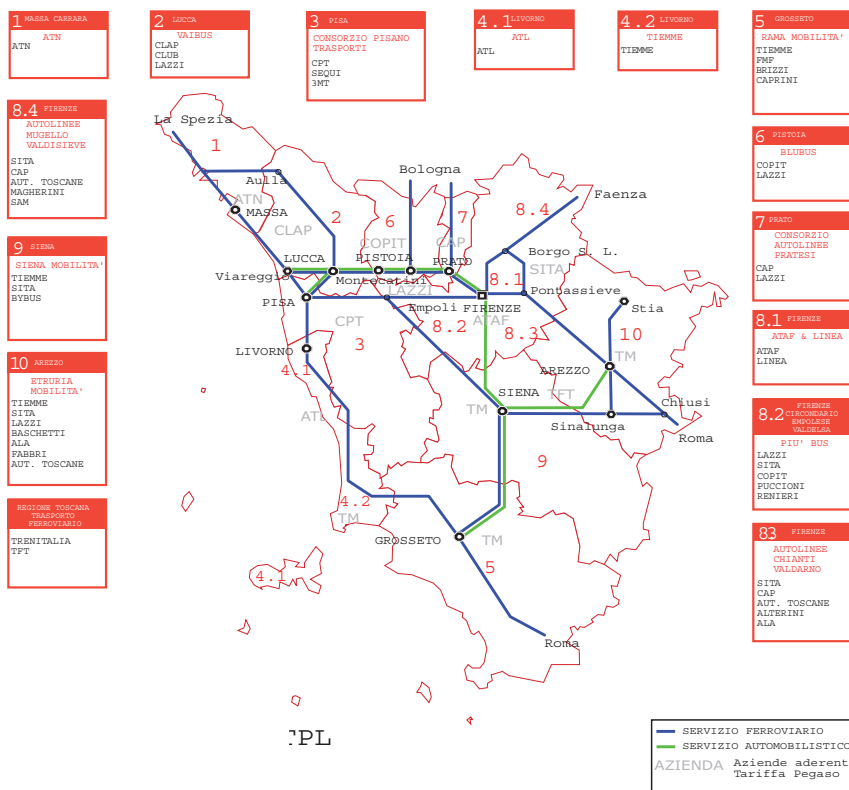 1 MASSA CARRARA
ATN
ATN
2 LUCCA
VAIBUS
CLAP
CLUB
LAZZI
3 PISA
CONSORZIO PISANO
TRASPORTI
CPT
SEQUI
3MT
4.1 LIVORNO
ATL
ATL
4.2 LIVORNO
TIEMME
TIEMME
5 GROSSETO
RAMA MOBILITA'
TIEMME
FMF
BRIZZI
CAPRINI
8.4 FIRENZE
AUTOLINEE
MUGELLO
VALDISIEVE
SITA
CAP
AUT. TOSCANE
MAGHERINI
SAM
6 PISTOIA
BLUBUS
COPIT
LAZZI
9 SIENA
SIENA MOBILITA'
TIEMME
SITA
BYBUS
7 PRATO
CONSORZIO
AUTOLINEE
PRATESI
CAP
LAZZI
8.1 FIRENZE
ATAF & LINEA
ATAF
LINEA
10 AREZZO
ETRURIA
MOBILITA'
TIEMME
SITA
LAZZI
BASCHETTI
ALA
FABBRI
AUT. TOSCANE
8.2 FIRENZE
CIRCONDARIO
EMPOLESE
VALDELSA
PIU' BUS
LAZZI
SITA
COPIT
PUCCIONI
RENIERI
REGIONE TOSCANA
TRASPORTO
FERROVIARIO
TRENITALIA
TFT
83 FIRENZE
AUTOLINEE
CHIANTI
VALDARNO
SITA
CAP
AUT. TOSCANE
ALTERINI
ALA
La Spezia
1
Bologna
Aulla
Faenza
ATN
MASSA
2
6
7
8.4
CLAP
COPIT
CAP
Borgo S. L.
LUCCA
PISTOIA
PRATO
SITA
Viareggio
Montecatini
8.1
Pontassieve
LAZZI
PISA
Empoli
FIRENZE
Stia
CPT
ATAF
8.2
8.3
10
LIVORNO
3
TM
4.1
AREZZO
SIENA
TFT
ATL
TM
Chiusi
Sinalunga
Roma
9
4.2
TM
GROSSETO
TM
5
4.1
Roma
TPL
SERVIZIO FERROVIARIO
SERVIZIO AUTOMOBILISTICO
AZIENDA Aziende aderent
Tariffa Pegaso